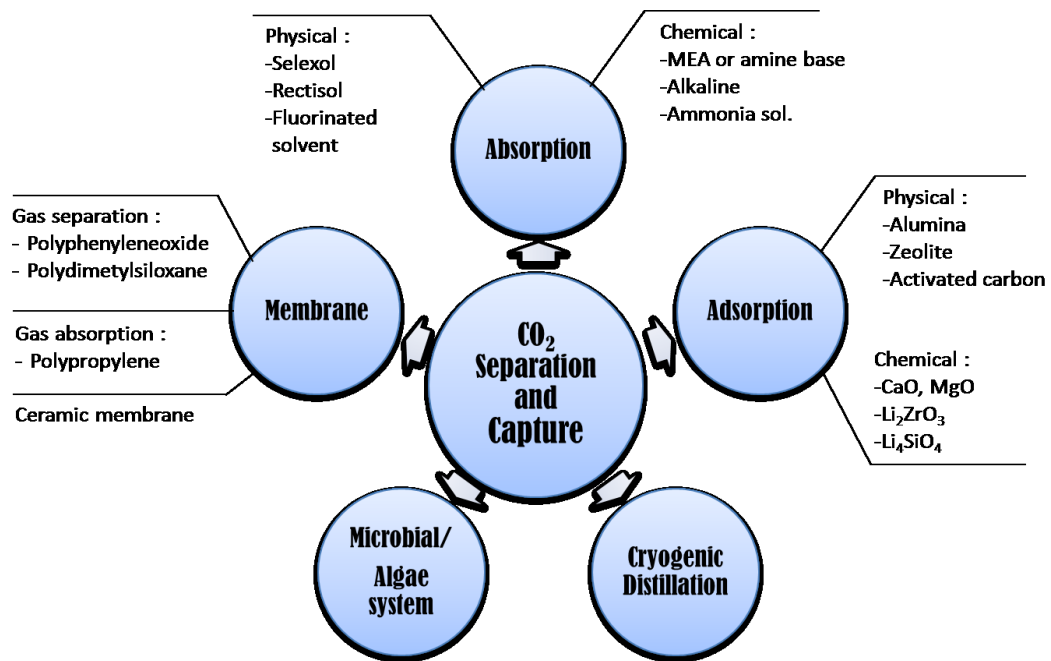 Physical :
-Selexol
-Rectisol
-Fluorinated
solvent
Chemical :
-MEA or amine base
-Alkaline
-Ammonia sol.
Absorption
Gas separation :
- Polyphenyleneoxide
- Polydimetylsiloxane
Gas absorption :
- Polypropylene
Ceramic membrane
Membrane
CO₂
Separation
and
Capture
Adsorption
Physical :
-Alumina
-Zeolite
-Activated carbon
Chemical :
-CaO, MgO
-Li₂ZrO₃
-Li₄SiO₄
Microbial/
Algae
system
Cryogenic
Distillation